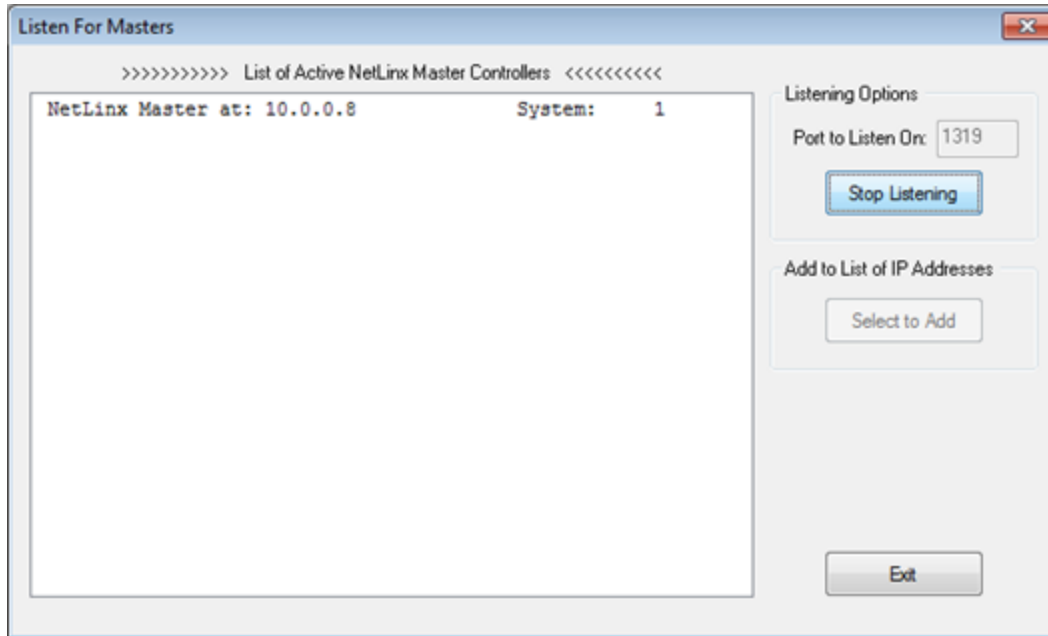 Listen For Masters
>>>>>>>>>>> List of Active NetLinx Master Controllers <<<<<<<<<<<
NetLinx Master at: 10.0.0.8 System: 1
Listening Options
Port to Listen On: 1319
Stop Listening
Add to List of IP Addresses
Select to Add
Exit